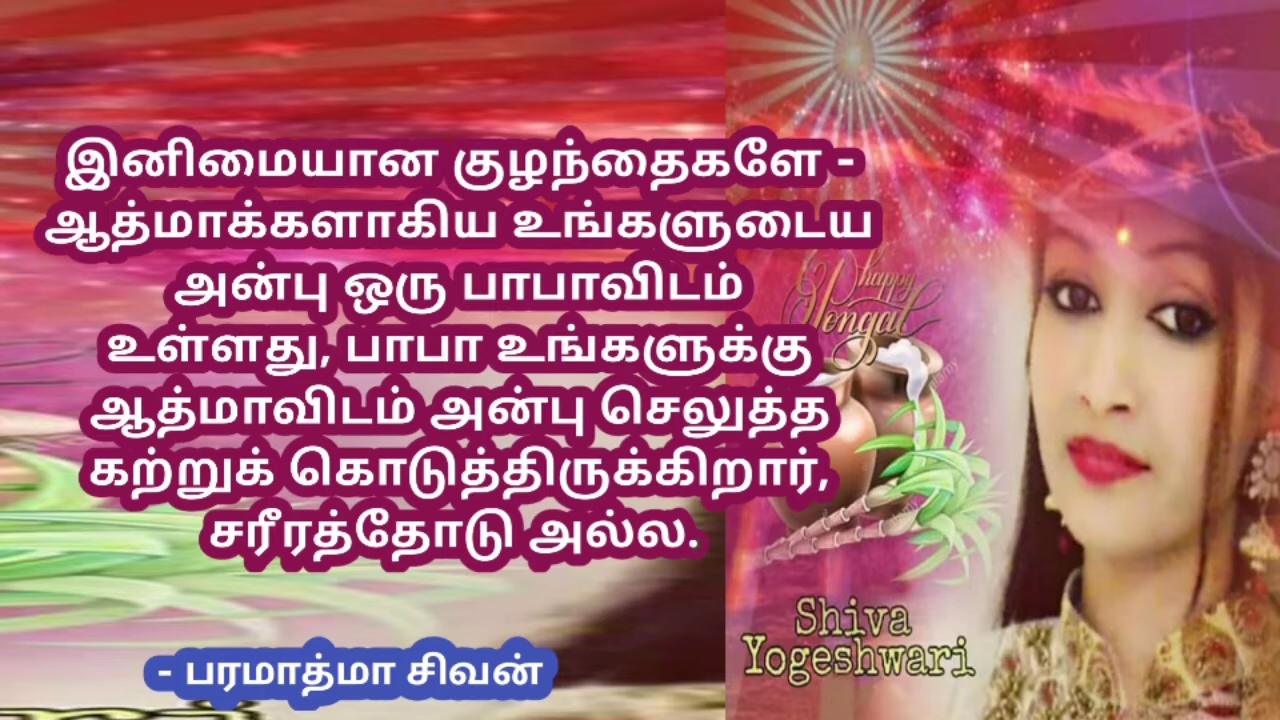 இனிமையான குழந்தைகளே -
ஆத்மாக்களாகிய உங்களுடைய
அன்பு ஒரு பாபாவிடம்
உள்ளது, பாபா உங்களுக்கு
ஆத்மாவிடம் அன்பு செலுத்த
கற்றுக் கொடுத்திருக்கிறார்,
சரீரத்தோடு அல்ல.
- பரமாத்மா சிவன்
happy
Pongal
Shiva
Yogeshwari